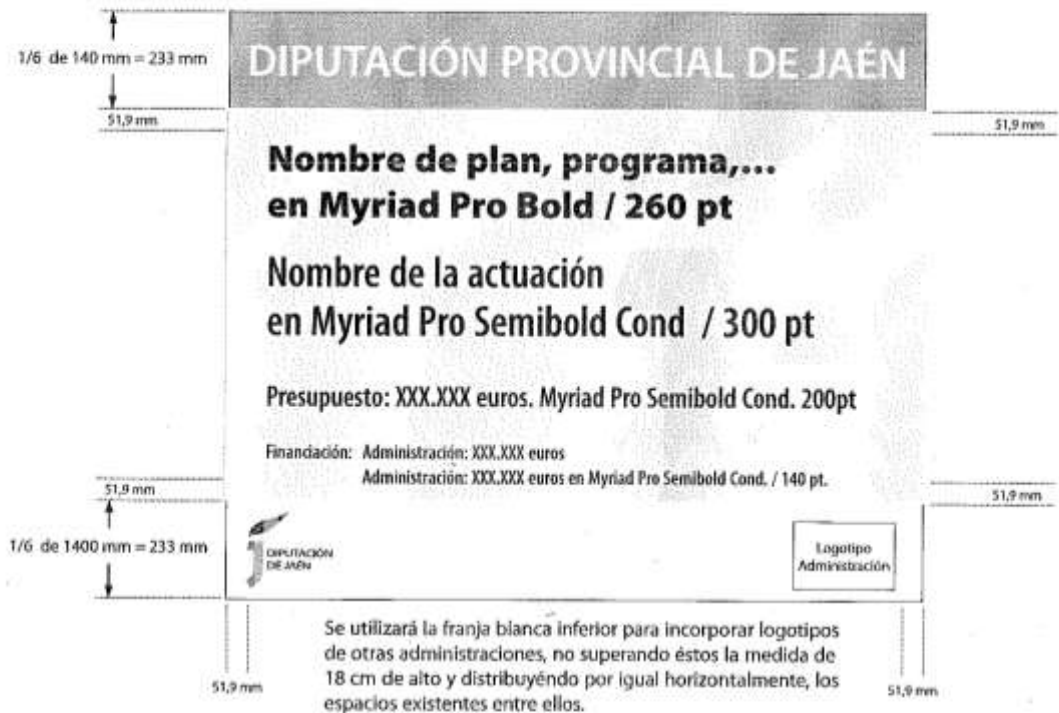 1/6 de 140 mm = 233 mm
DIPUTACIÓN PROVINCIAL DE JAÉN
51,9 mm
51,9 mm
Nombre de plan, programa,...
en Myriad Pro Bold / 260 pt
Nombre de la actuación
en Myriad Pro Semibold Cond / 300 pt
Presupuesto: XXX.XXX euros. Myriad Pro Semibold Cond. 200pt
Financiación: Administración: XXX.XXX euros
Administración: XXX.XXX euros en Myriad Pro Semibold Cond. / 140 pt.
51,9 mm
51,9 mm
1/6 de 1400 mm = 233 mm
DIPUTACIÓN
DE JAÉN
Logotipo
Administración
Se utilizará la franja blanca inferior para incorporar logotipos
de otras administraciones, no superando éstos la medida de
18 cm de alto y distribuyéndo por igual horizontalmente, los
espacios existentes entre ellos.
51,9 mm
51,9 mm